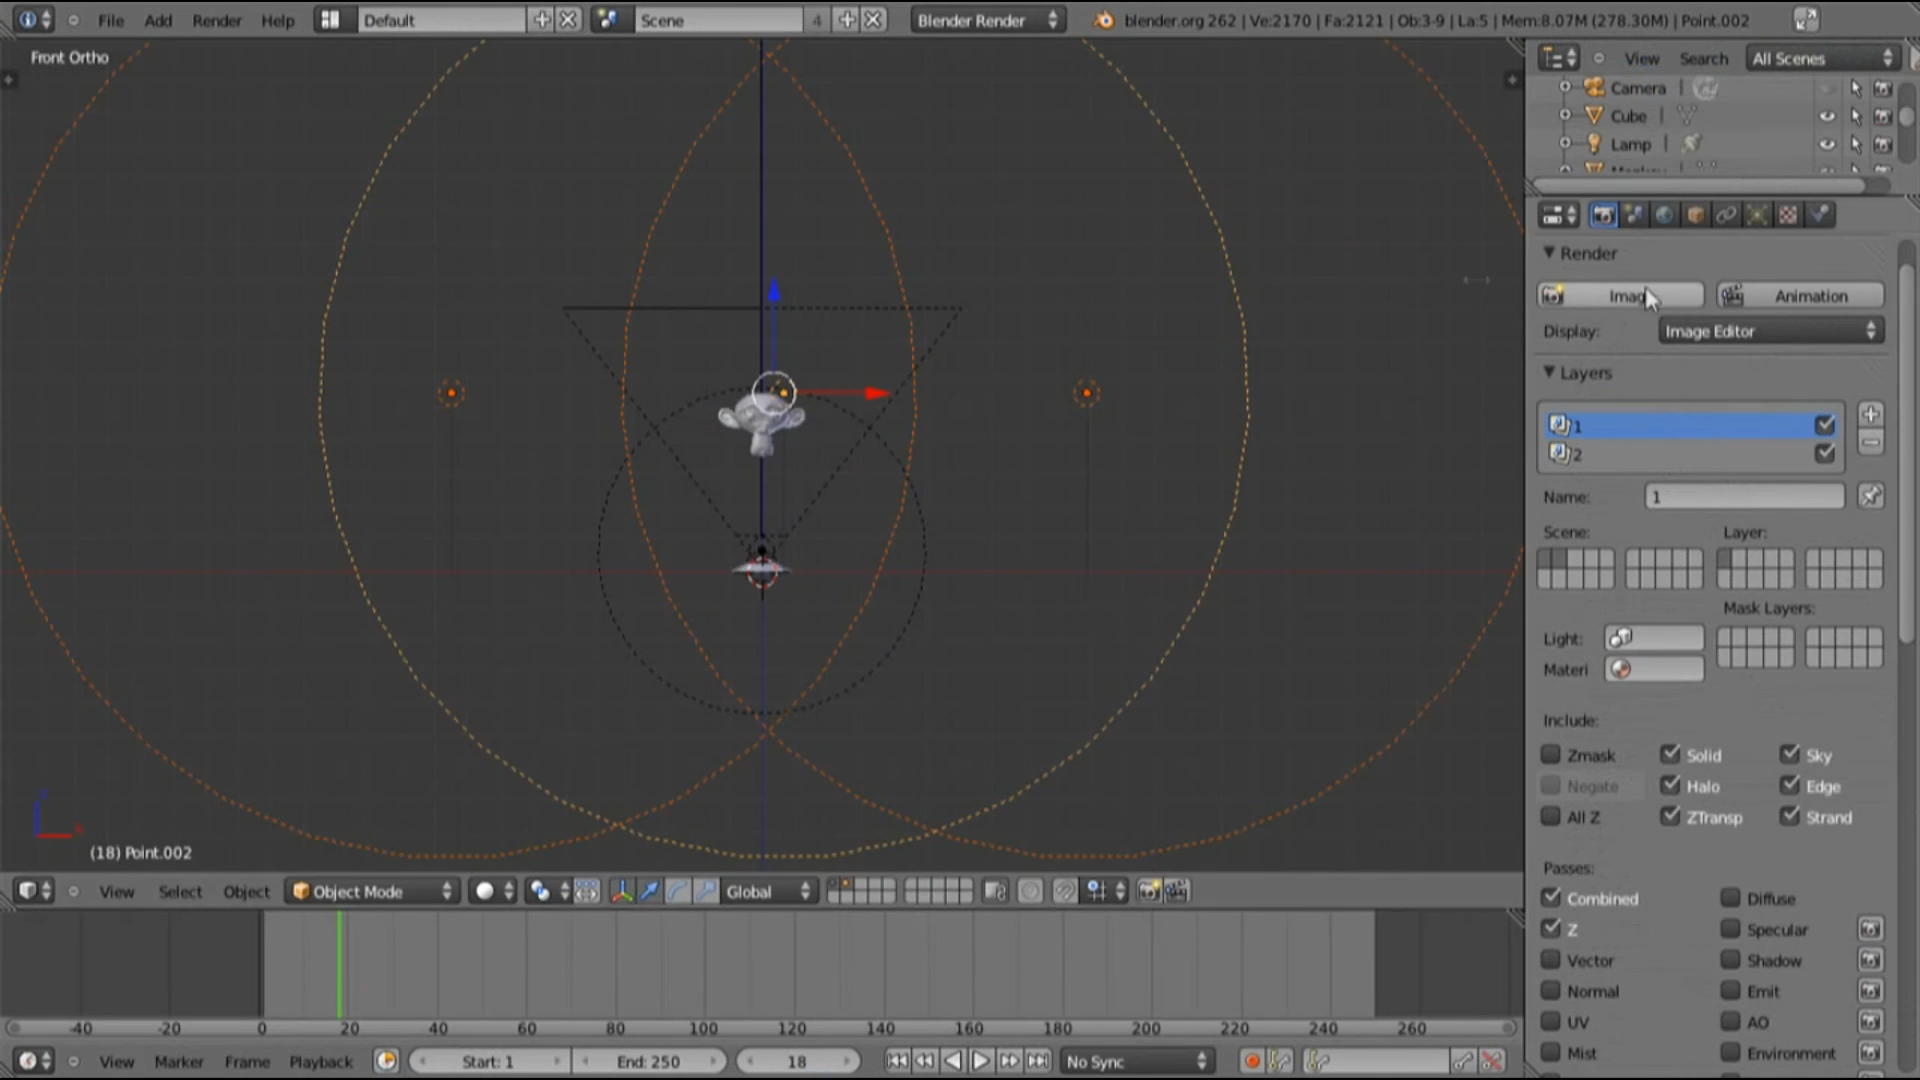 File Add Render Help Default Scene 4 Blender Render blender.org 262 | Ve:2170 | Fa:2121 | Ob:3-9 | La:5 | Mem:8.07M (278.30M) | Point.002
Front Ortho
View Search All Scenes
Camera
Cube
Lamp
Render
Imag Animation
Display: Image Editor
Layers
1
2
Name: 1
Scene: Layer:
Mask Layers:
Light:
Materi
Include:
Zmask Solid Sky
Negate Halo Edge
All Z ZTransp Strand
Passes:
Combined Diffuse
Z Specular
Vector Shadow
Normal Emit
UV AO
Mist Environment
(18) Point.002
View Select Object Object Mode Global
-40 -20 0 20 40 60 80 100 120 140 160 180 200 220 240 260
View Marker Frame Playback Start: 1 End: 250 18 No Sync